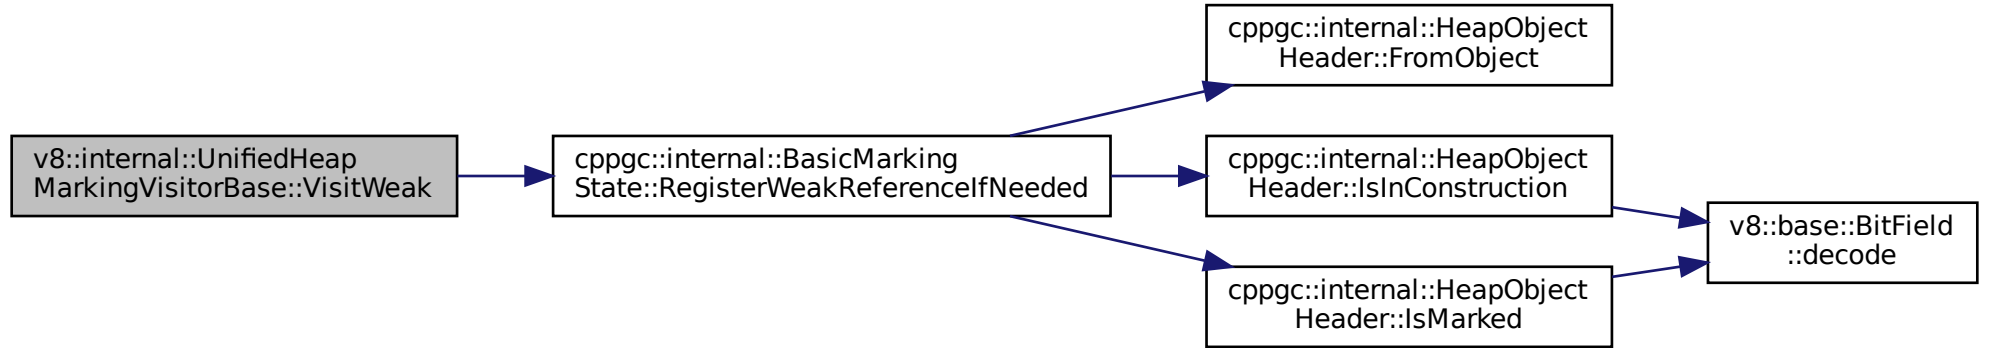 v8::internal::UnifiedHeap
MarkingVisitorBase::VisitWeak
cppgc::internal::BasicMarking
State::RegisterWeakReferenceIfNeeded
cppgc::internal::HeapObject
Header::FromObject
cppgc::internal::HeapObject
Header::IsInConstruction
cppgc::internal::HeapObject
Header::IsMarked
v8::base::BitField
::decode